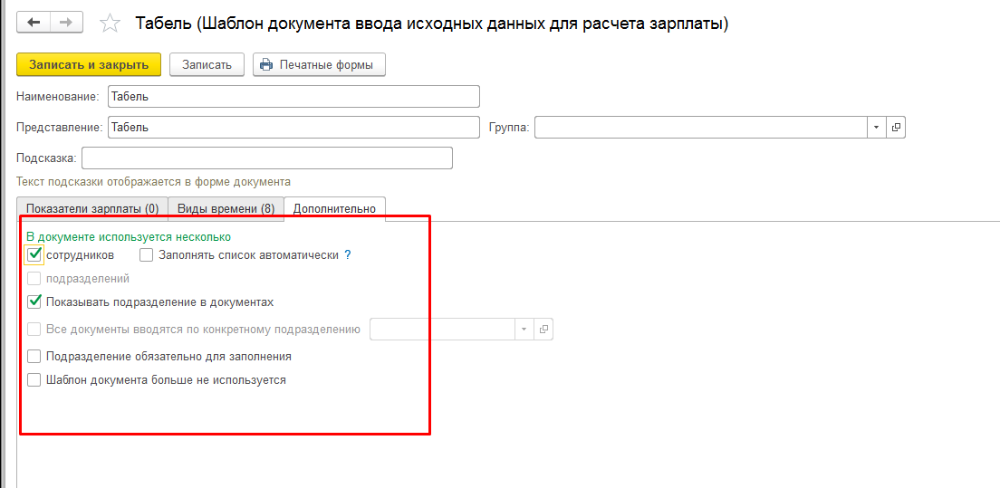 Табель (Шаблон документа ввода исходных данных для расчета зарплаты)
Записать и закрыть Записать Печатные формы
Наименование: Табель
Представление: Табель Группа:
Подсказка:
Текст подсказки отображается в форме документа
Показатели зарплаты (0) Виды времени (8) Дополнительно
В документе используется несколько
сотрудников Заполнять список автоматически ?
подразделений
Показывать подразделение в документах
Все документы вводятся по конкретному подразделению
Подразделение обязательно для заполнения
Шаблон документа больше не используется